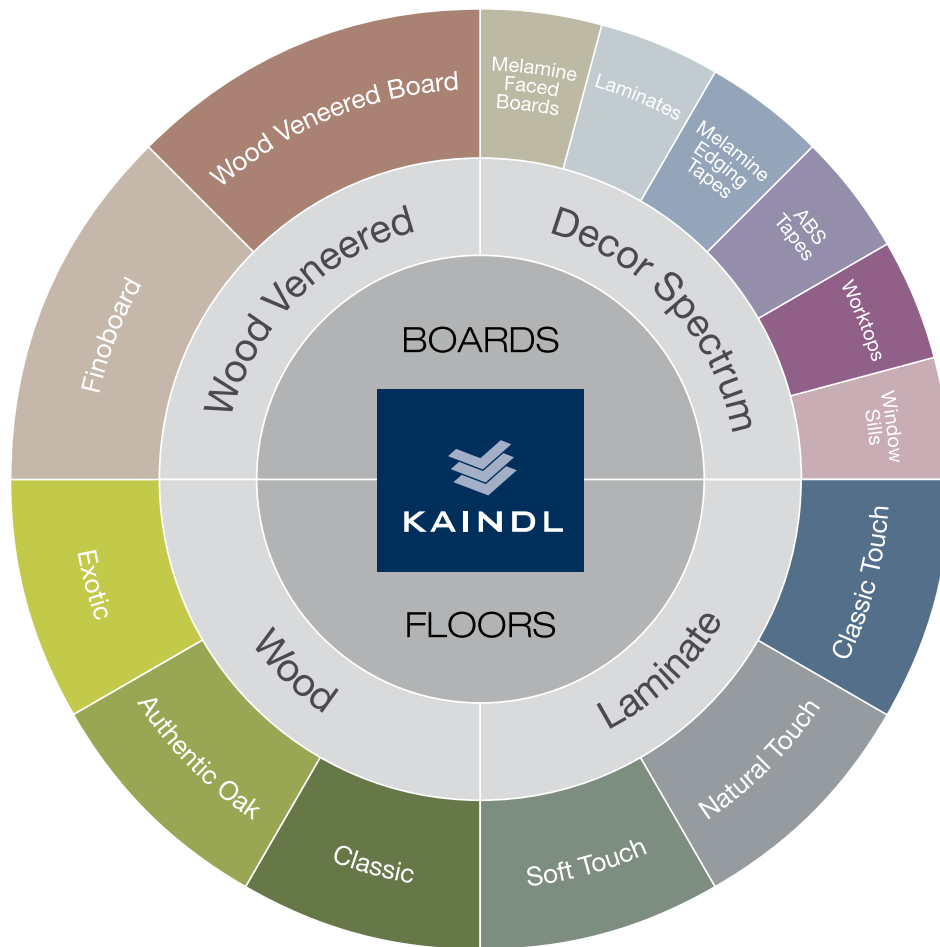 Wood Veneered Board
Melamine
Faced
Boards
Laminates
Melamine
Edging
Tapes
ABS
Tapes
Worktops
Window
Sills
Finoboard
Wood Veneered
Decor Spectrum
BOARDS
KAINDL
FLOORS
Wood
Laminate
Exotic
Authentic Oak
Classic
Soft Touch
Natural Touch
Classic Touch